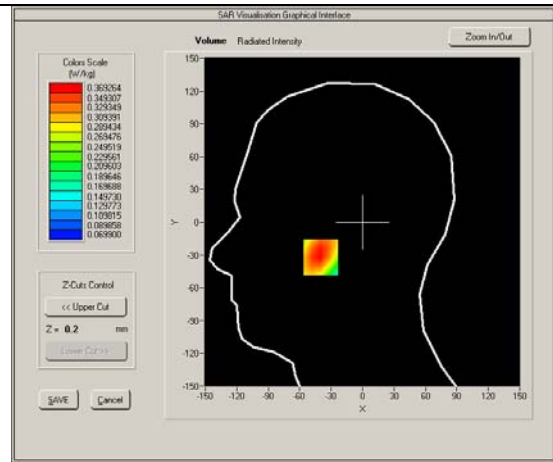 SAR Visualisation Graphical Interface
Volume Radiated Intensity
Zoom In/Out
Colors Scale
(W/kg)
0.369264
0.349307
0.329349
0.309391
0.289434
0.269476
0.249519
0.229561
0.209603
0.189646
0.169688
0.149730
0.129773
0.109815
0.089858
0.069900
Z-Cuts Control
<< Upper Cut
Z = 0.2 mm
Lower Cut >>
SAVE
Cancel
150
120
90
60
30
0
-30
-60
-90
-120
-150
Y
-150 -120 -90 -60 -30 0 30 60 90 120 150
X